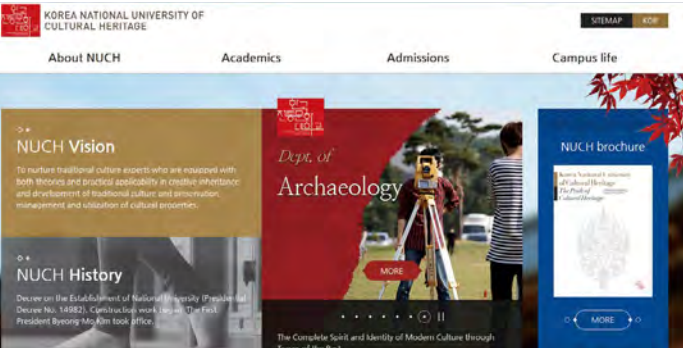 KOREA NATIONAL UNIVERSITY OF
CULTURAL HERITAGE
SITEMAP KOR
About NUCH Academics Admissions Campus life
NUCH Vision
To nurture traditional culture experts who are equipped with
both theories and practical applicability in creative inheritance
and development of traditional culture and preservation,
management and utilization of cultural properties.
NUCH History
Decree on the Establishment of National University (Presidential
Decree No. 14982), Construction work began. The First
President Byeong-Mo Kim took office.
Dept. of
Archaeology
MORE
The Complete Spirit and Identity of Modern Culture through
NUCH brochure
Korea National University
of Cultural Heritage
The Pride of
Cultural Heritage
MORE